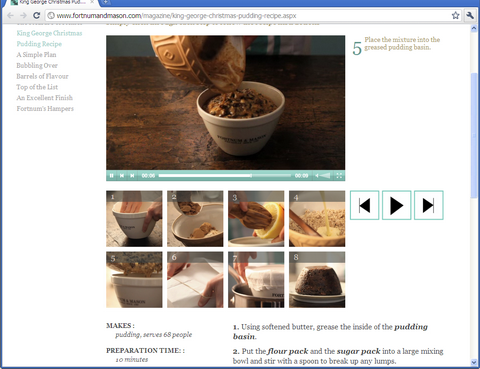 King George Christmas Pud...
www.fortnumandmason.com/magazine/king-george-christmas-pudding-recipe.aspx
King George Christmas
Pudding Recipe
A Simple Plan
Bubbling Over
Barrels of Flavour
Top of the List
An Excellent Finish
Fortnum's Hampers
5 Place the mixture into the
greased pudding basin.
00:06 00:09
1 2 3 4
5 6 7 8
MAKES :
pudding, serves 68 people
PREPARATION TIME: :
10 minutes
1. Using softened butter, grease the inside of the pudding
basin.
2. Put the flour pack and the sugar pack into a large mixing
bowl and stir with a spoon to break up any lumps.